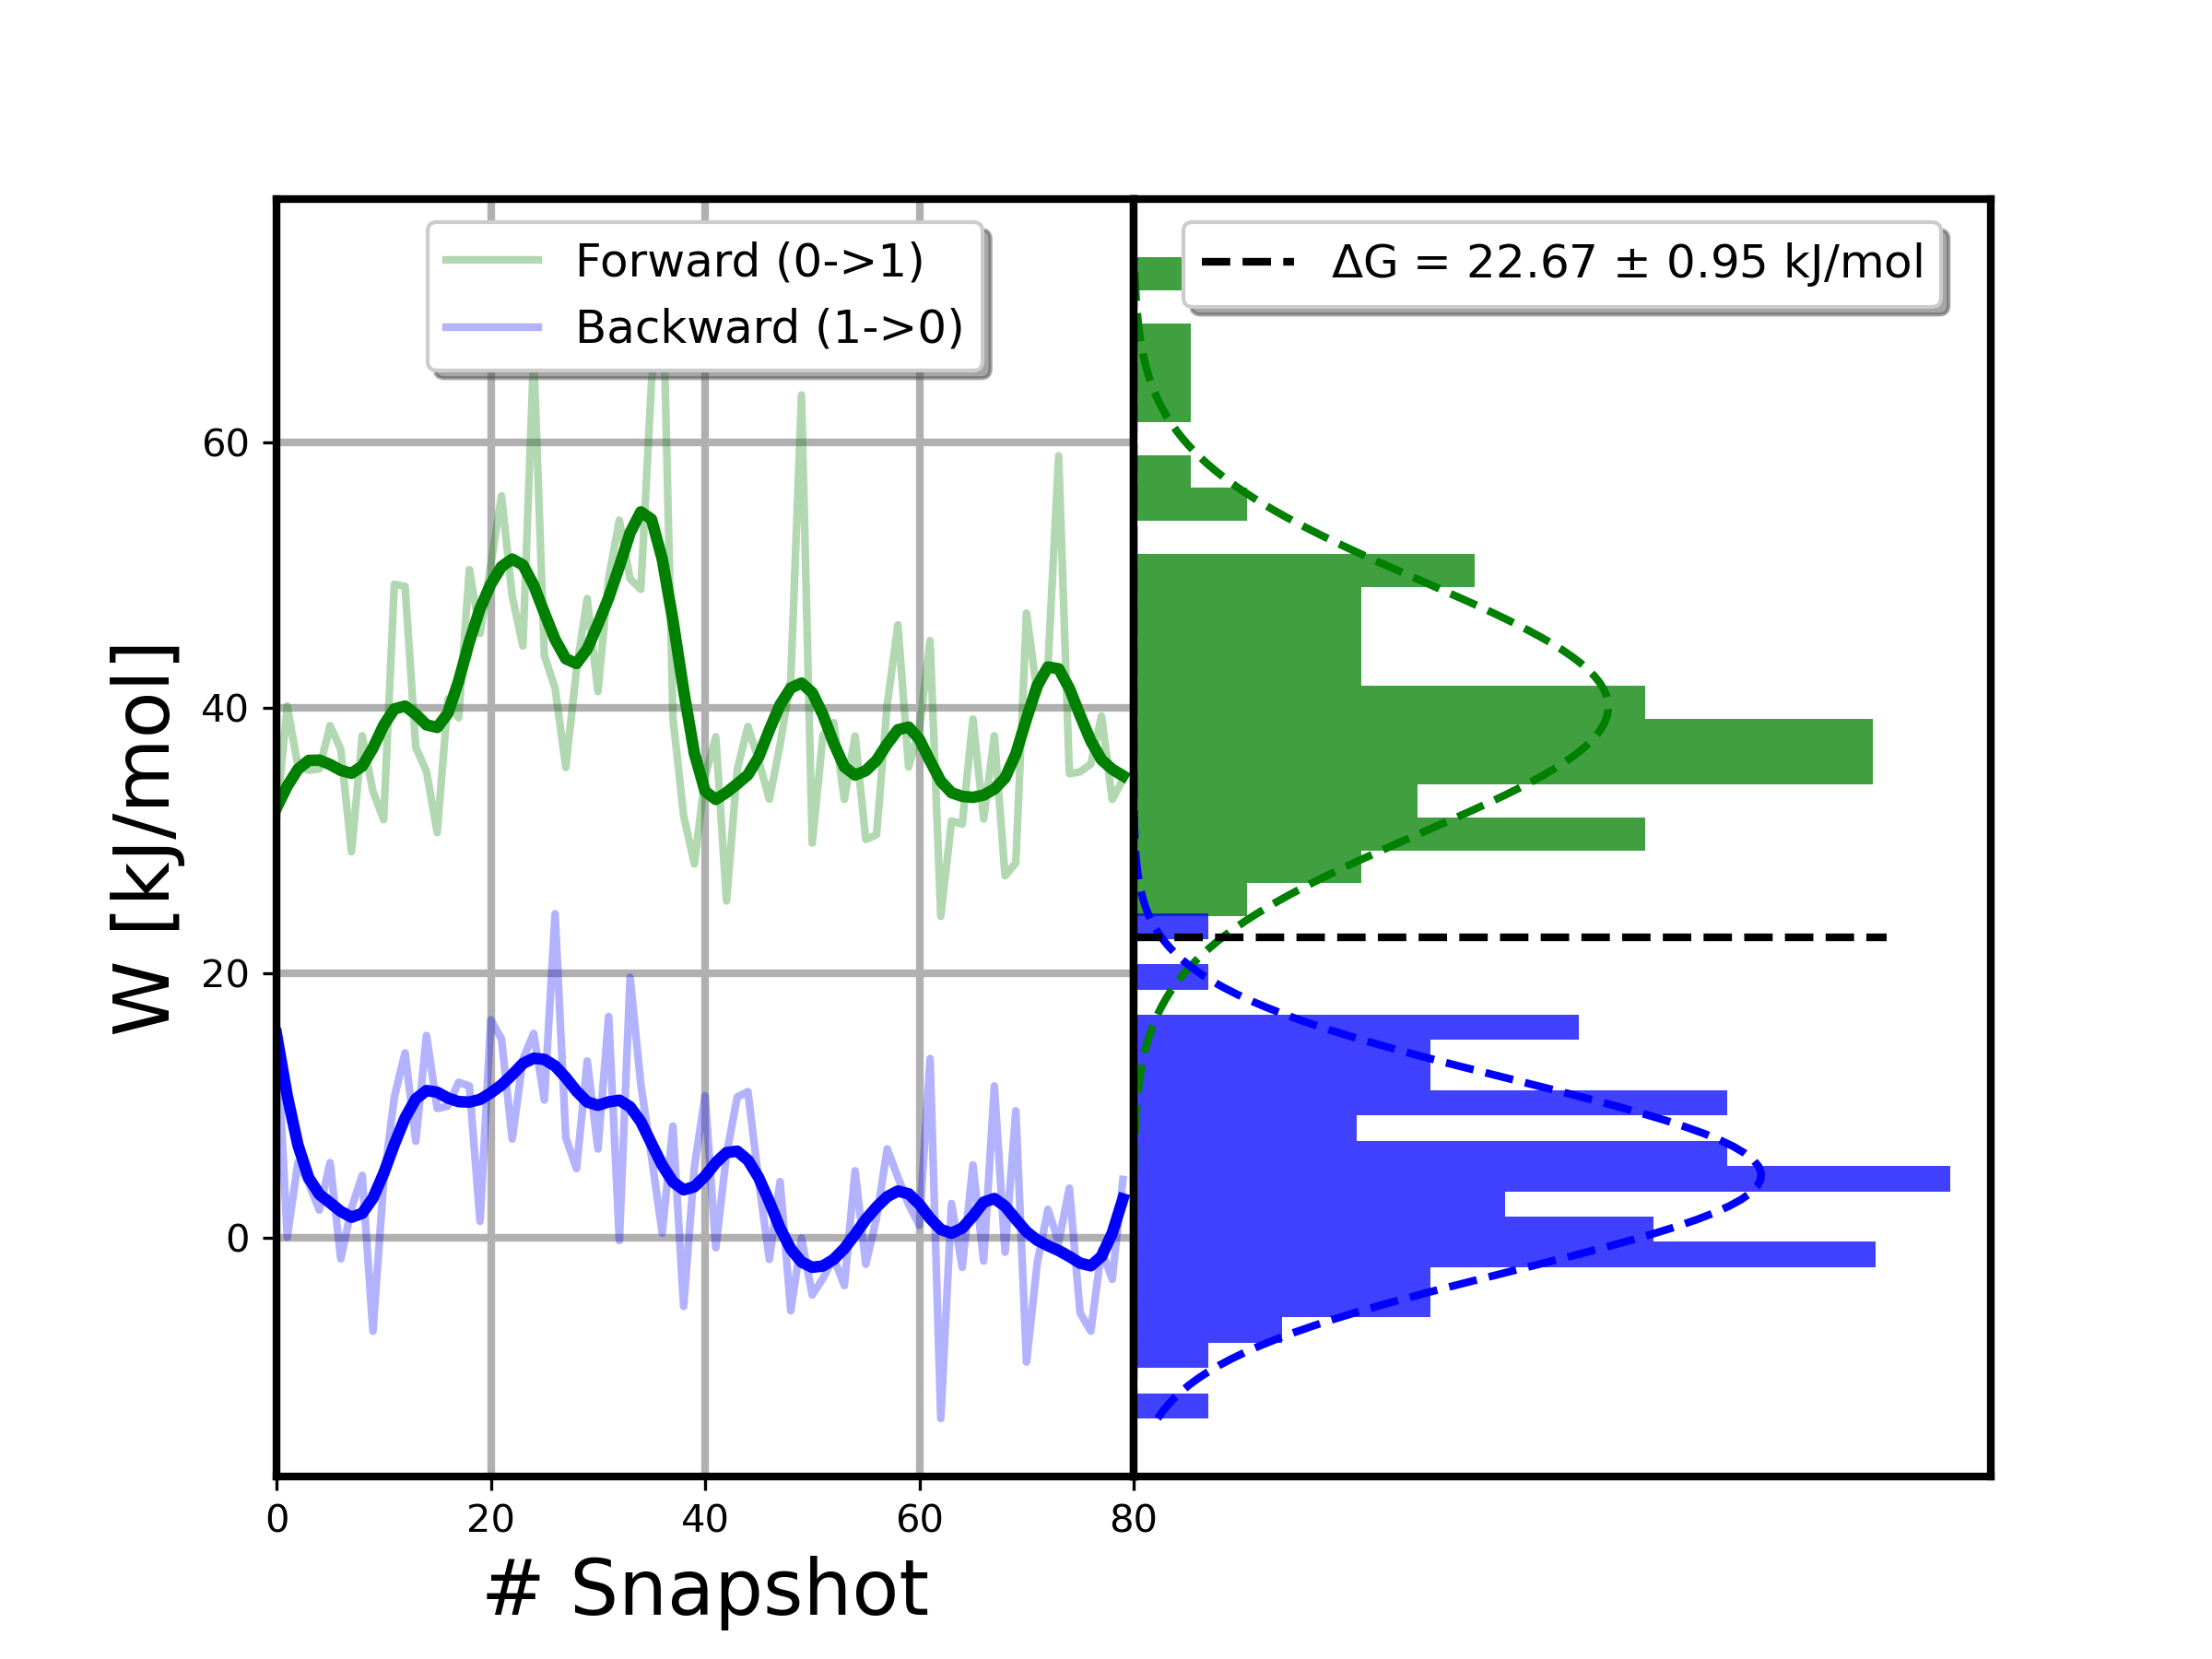 Forward (0->1)
Backward (1->0)
ΔG = 22.67 ± 0.95 kJ/mol
W [kJ/mol]
60
40
20
0
0
20
40
60
80
# Snapshot